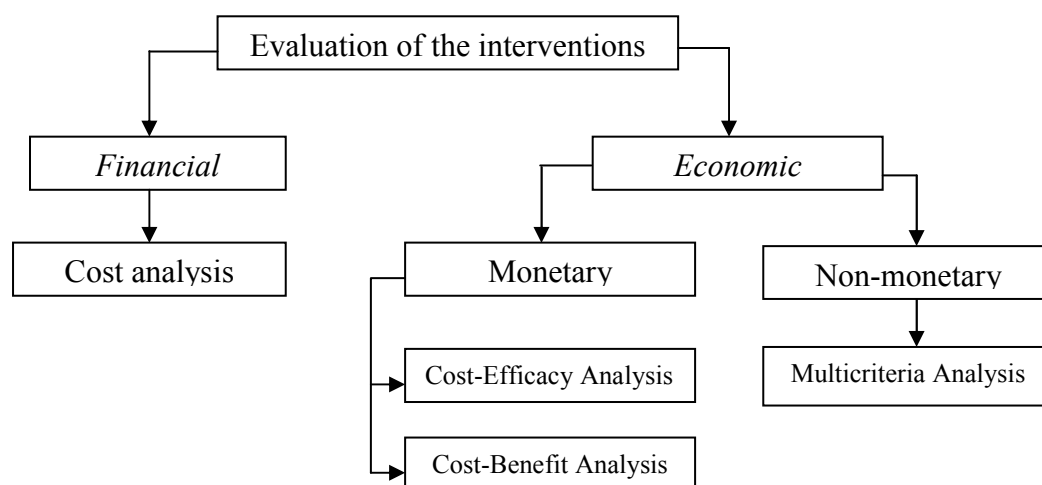 Evaluation of the interventions
Financial
Economic
Cost analysis
Monetary
Non-monetary
Cost-Efficacy Analysis
Multicriteria Analysis
Cost-Benefit Analysis